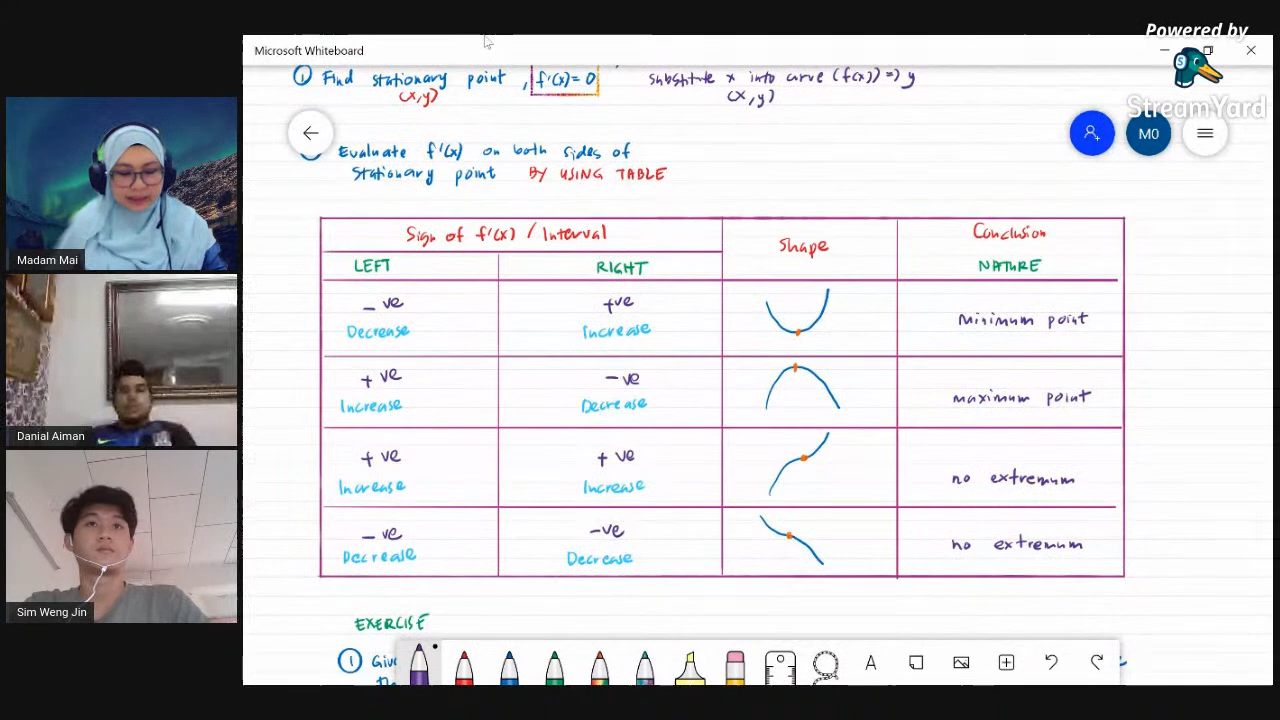 Powered by
StreamYard
Microsoft Whiteboard
① Find stationary point , f'(x) = 0 substitute x into curve (f(x)) => y
(x,y) (x,y)
M0
Evaluate f'(x) on both sides of
stationary point BY USING TABLE
Sign of f'(x) / Interval Shape Conclusion
LEFT RIGHT NATURE
-ve +ve Minimum point
Decrease Increase
+ve -ve maximum point
Increase Decrease
+ve +ve no extremum
Increase Increase
-ve -ve no extremum
Decrease Decrease
EXERCISE
①
Madam Mai
Danial Aiman
Sim Weng Jin
A